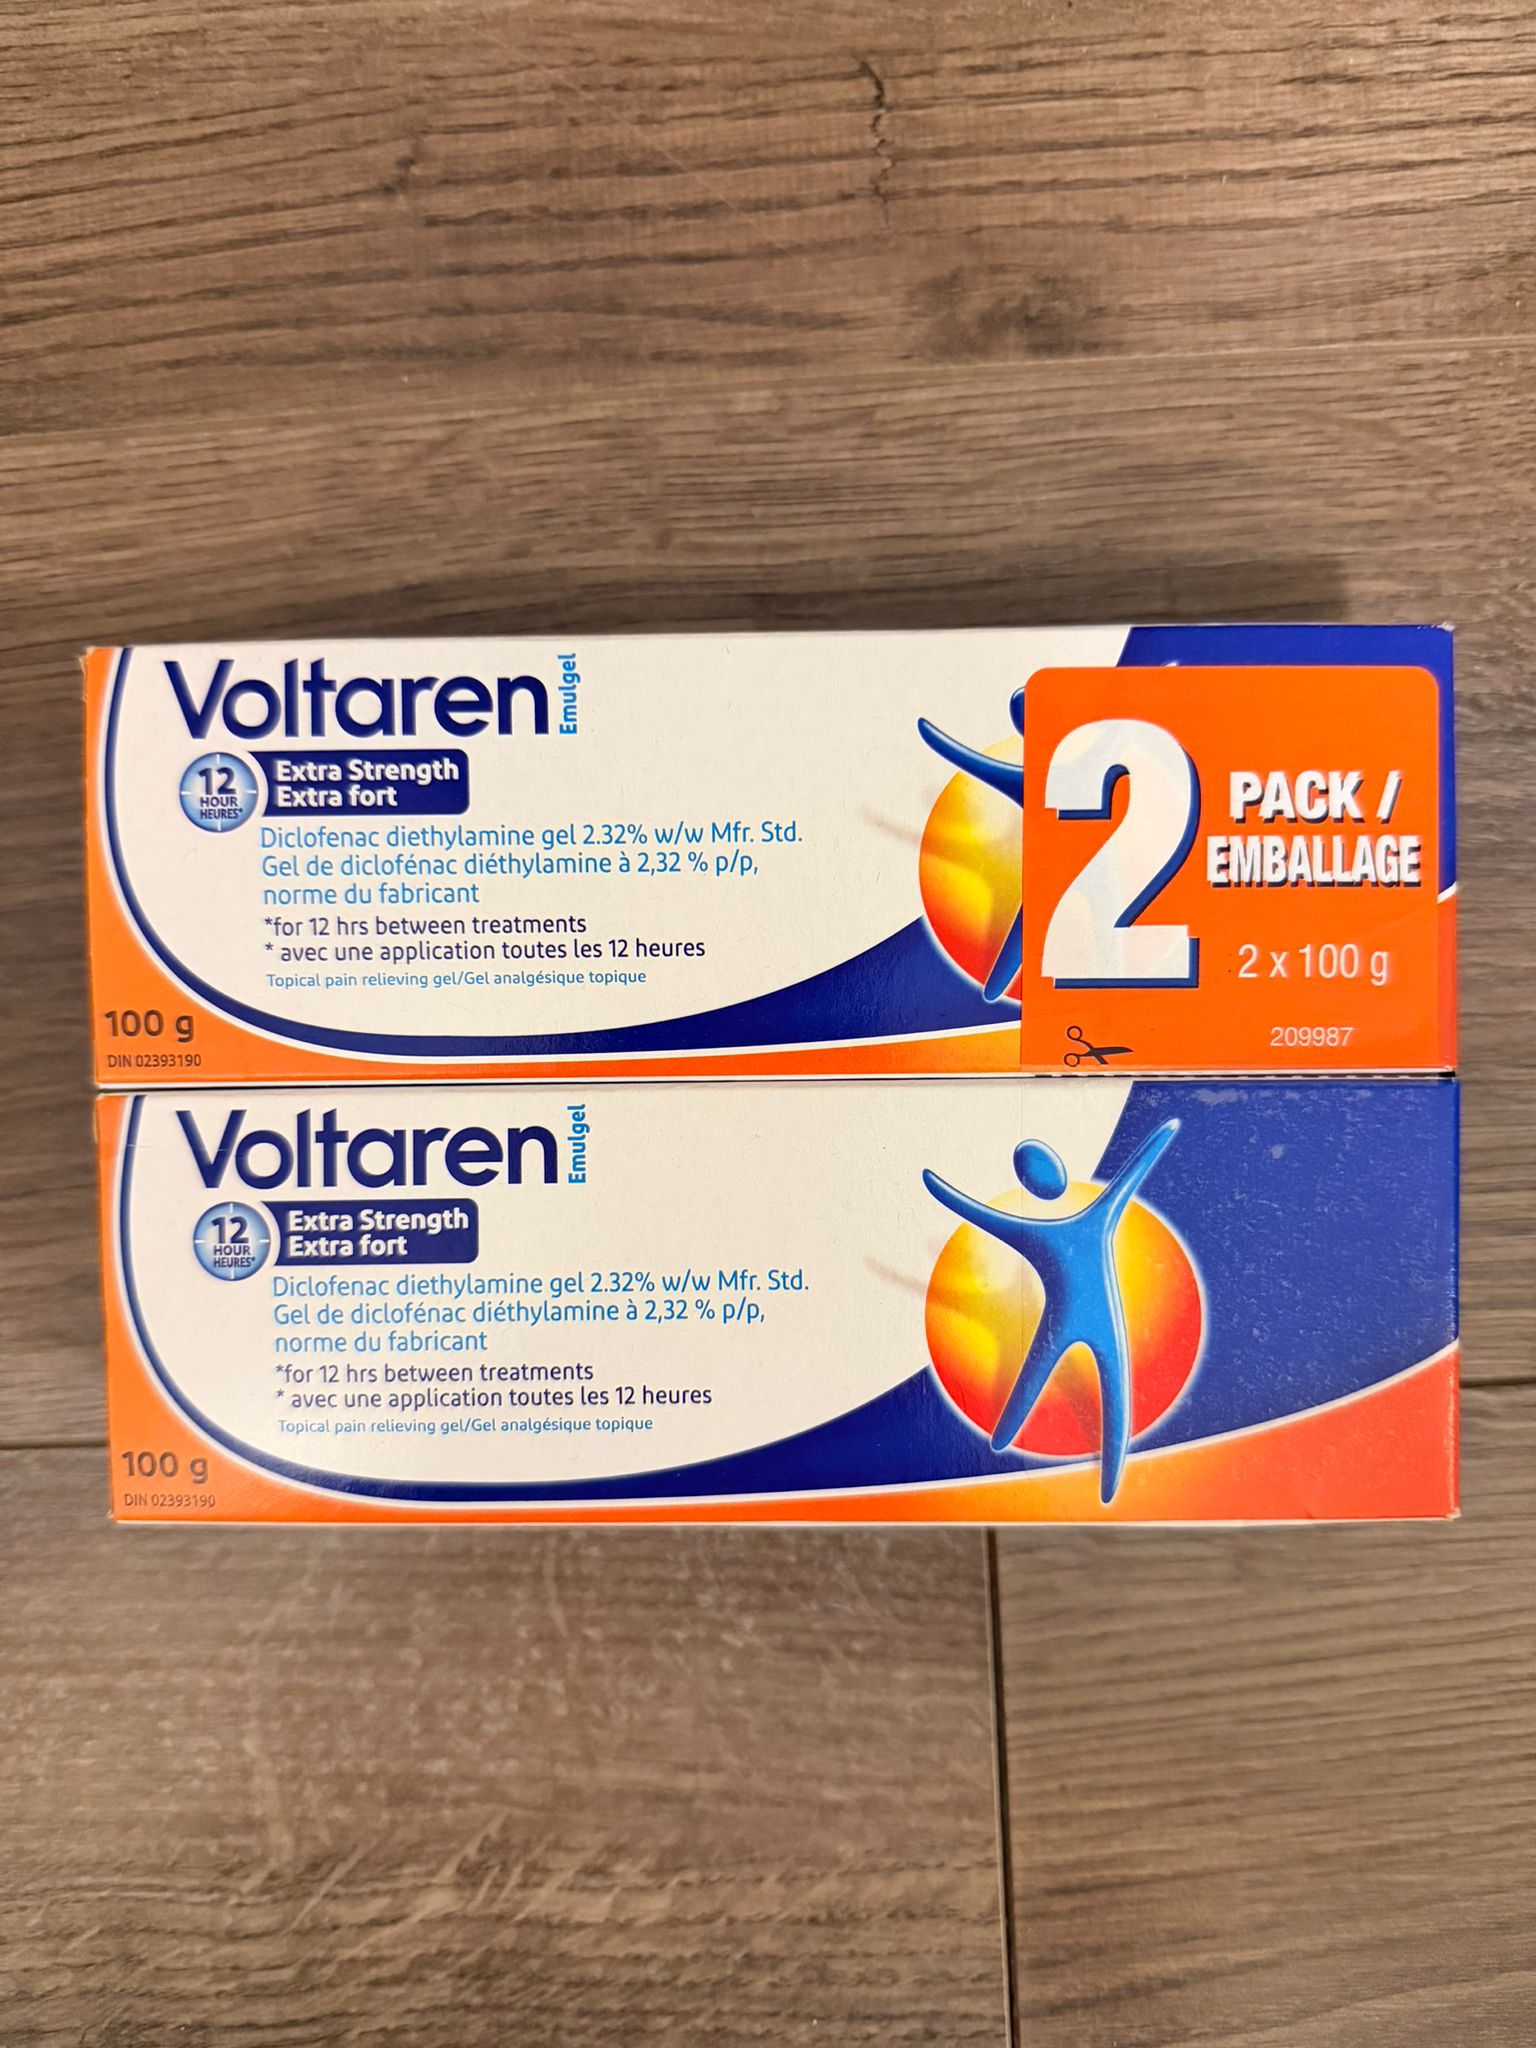 Voltaren
Emulgel
12
HOUR
HEURES*
Extra Strength
Extra fort
Diclofenac diethylamine gel 2.32% w/w Mfr. Std.
Gel de diclofénac diéthylamine à 2,32 % p/p,
norme du fabricant
*for 12 hrs between treatments
* avec une application toutes les 12 heures
Topical pain relieving gel/Gel analgésique topique
100 g
DIN 02393190
2
PACK /
EMBALLAGE
2 x 100 g
209987
Voltaren
Emulgel
12
HOUR
HEURES*
Extra Strength
Extra fort
Diclofenac diethylamine gel 2.32% w/w Mfr. Std.
Gel de diclofénac diéthylamine à 2,32 % p/p,
norme du fabricant
*for 12 hrs between treatments
* avec une application toutes les 12 heures
Topical pain relieving gel/Gel analgésique topique
100 g
DIN 02393190